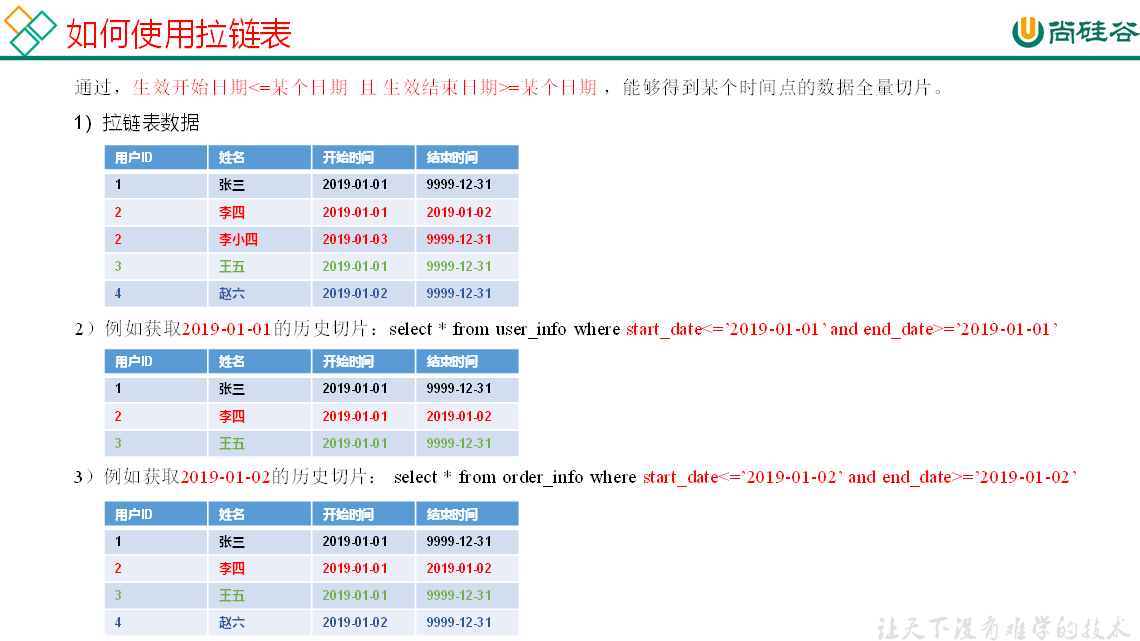 如何使用拉链表
尚硅谷
通过，生效开始日期<=某个日期 且 生效结束日期>=某个日期 ，能够得到某个时间点的数据全量切片。
1) 拉链表数据
用户ID 姓名 开始时间 结束时间
1 张三 2019-01-01 9999-12-31
2 李四 2019-01-01 2019-01-02
2 李小四 2019-01-03 9999-12-31
3 王五 2019-01-01 9999-12-31
4 赵六 2019-01-02 9999-12-31
2）例如获取2019-01-01的历史切片：select * from user_info where start_date<=’2019-01-01’ and end_date>=’2019-01-01’
用户ID 姓名 开始时间 结束时间
1 张三 2019-01-01 9999-12-31
2 李四 2019-01-01 2019-01-02
3 王五 2019-01-01 9999-12-31
3）例如获取2019-01-02的历史切片： select * from order_info where start_date<=’2019-01-02’ and end_date>=’2019-01-02’
用户ID 姓名 开始时间 结束时间
1 张三 2019-01-01 9999-12-31
2 李四 2019-01-01 2019-01-02
3 王五 2019-01-01 9999-12-31
4 赵六 2019-01-02 9999-12-31
让天下没有难学的技术